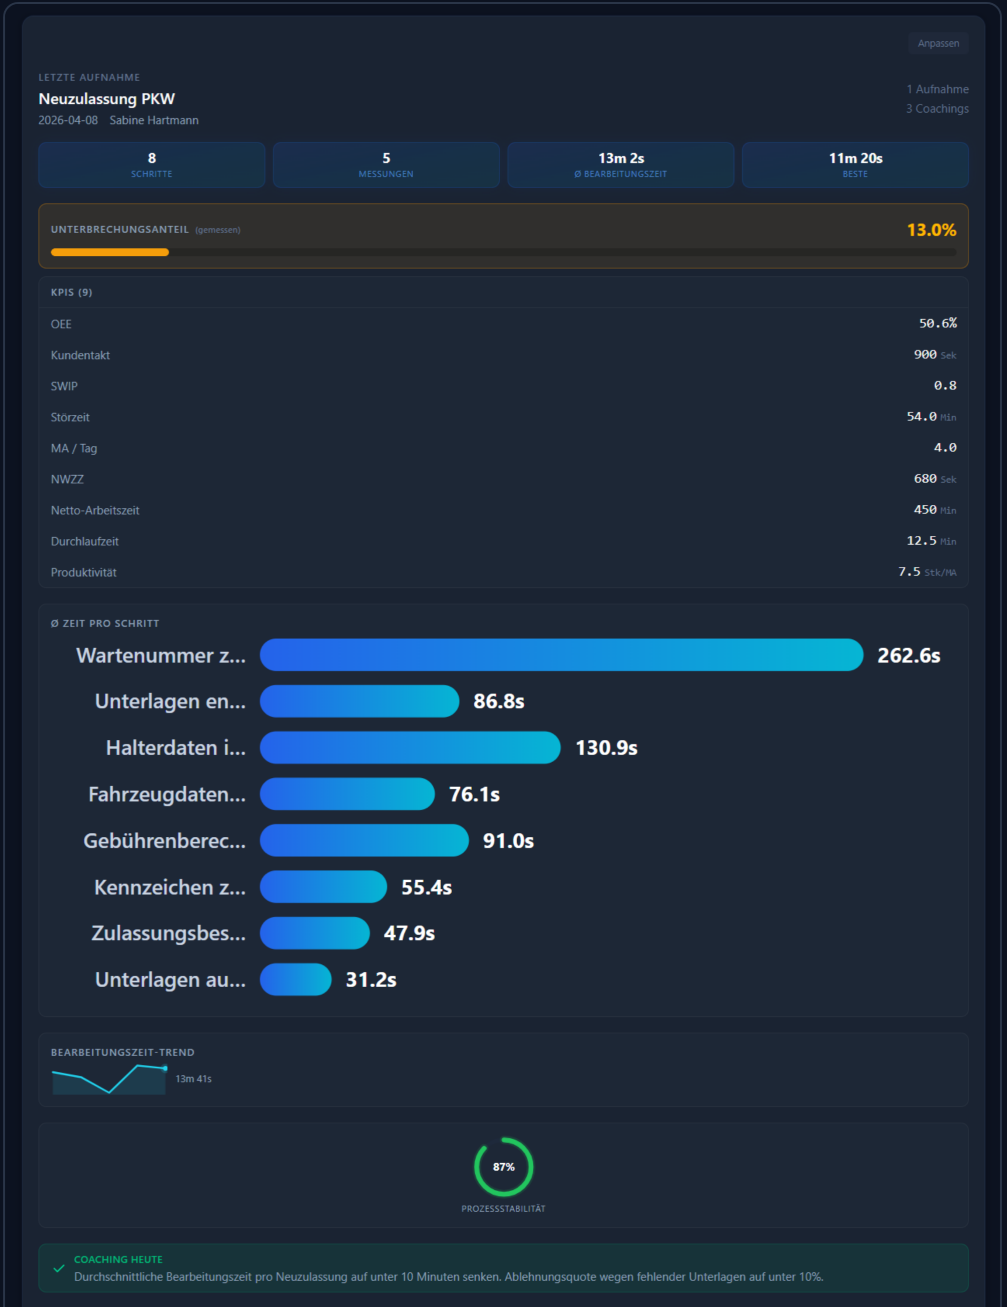 Anpassen
LETZTE AUFNAHME
Neuzulassung PKW
2026-04-08 Sabine Hartmann
1 Aufnahme
3 Coachings
8
SCHRITTE
5
MESSUNGEN
13m 2s
Ø BEARBEITUNGSZEIT
11m 20s
BESTE
UNTERBRECHUNGSANTEIL (gemessen) 13.0%
KPIS (9)
OEE 50.6%
Kundentakt 900 Sek
SWIP 0.8
Störzeit 54.0 Min
MA / Tag 4.0
NWZZ 680 Sek
Netto-Arbeitszeit 450 Min
Durchlaufzeit 12.5 Min
Produktivität 7.5 Stk/MA
Ø ZEIT PRO SCHRITT
Wartenummer z... 262.6s
Unterlagen en... 86.8s
Halterdaten i... 130.9s
Fahrzeugdaten... 76.1s
Gebührenberec... 91.0s
Kennzeichen z... 55.4s
Zulassungsbes... 47.9s
Unterlagen au... 31.2s
BEARBEITUNGSZEIT-TREND
13m 41s
87%
PROZESSSTABILITÄT
COACHING HEUTE
Durchschnittliche Bearbeitungszeit pro Neuzulassung auf unter 10 Minuten senken. Ablehnungsquote wegen fehlender Unterlagen auf unter 10%.